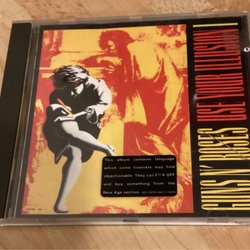 GUNS N' ROSES
USE YOUR ILLUSION I
This album contains language
which some listeners may find
objectionable. They can F?!* OFF
and buy something from the
New Age section.